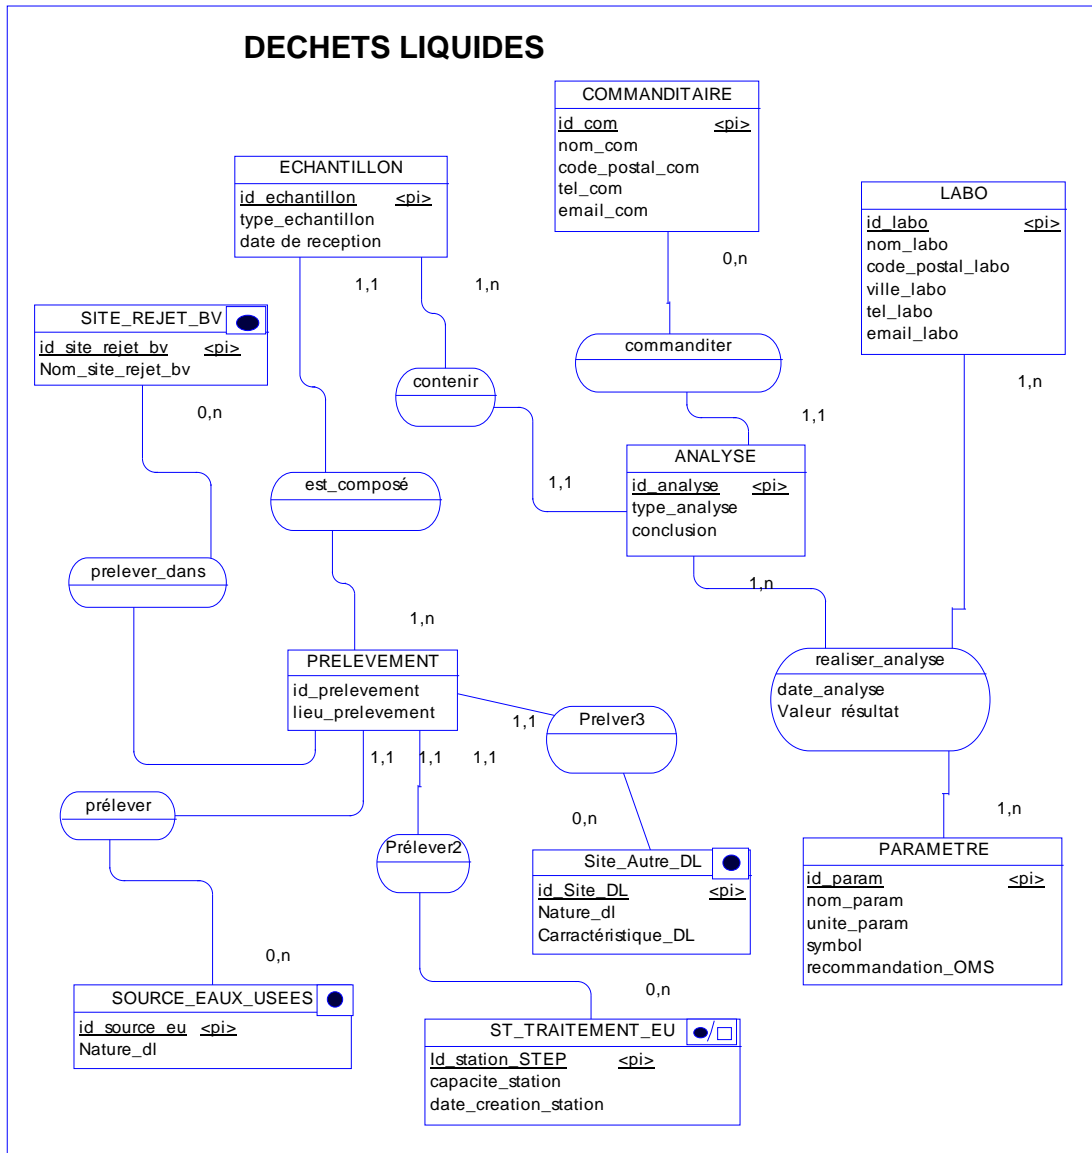 DECHETS LIQUIDES
COMMANDITAIRE
id_com <pi>
nom_com
code_postal_com
tel_com
email_com
ECHANTILLON
id_echantillon <pi>
type_echantillon
date de reception
LABO
id_labo <pi>
nom_labo
code_postal_labo
ville_labo
tel_labo
email_labo
0,n
1,1
1,n
SITE_REJET_BV
id_site_rejet_bv <pi>
Nom_site_rejet_bv
commanditer
contenir
1,n
0,n
1,1
ANALYSE
id_analyse <pi>
type_analyse
conclusion
1,1
est_composé
prelever_dans
1,n
1,n
PRELEVEMENT
id_prelevement
lieu_prelevement
realiser_analyse
date_analyse
Valeur résultat
Prelver3
1,1
1,1
1,1
1,1
prélever
Prélever2
0,n
1,n
Site_Autre_DL
id_Site_DL <pi>
Nature_dl
Carractéristique_DL
PARAMETRE
id_param <pi>
nom_param
unite_param
symbol
recommandation_OMS
0,n
0,n
SOURCE_EAUX_USEES
id_source_eu <pi>
Nature_dl
ST_TRAITEMENT_EU
Id_station_STEP <pi>
capacite_station
date_creation_station